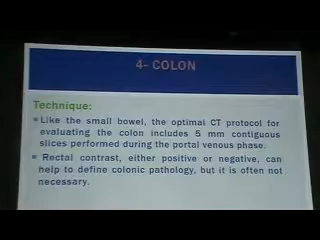 4- COLON
Technique:
Like the small bowel, the optimal CT protocol for
evaluating the colon includes 5 mm contiguous
slices performed during the portal venous phase.
Rectal contrast, either positive or negative, can
help to define colonic pathology, but it is often not
necessary.